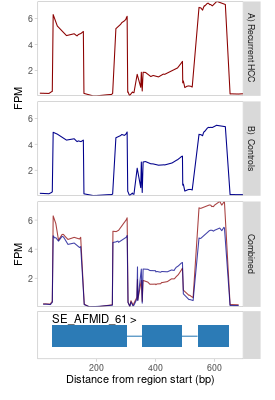 A) Recurrent HCC
6
4
2
FPM
B) Controls
6
4
2
Combined
6
4
2
FPM
SE_AFMID_61 >
200 400 600
Distance from region start (bp)